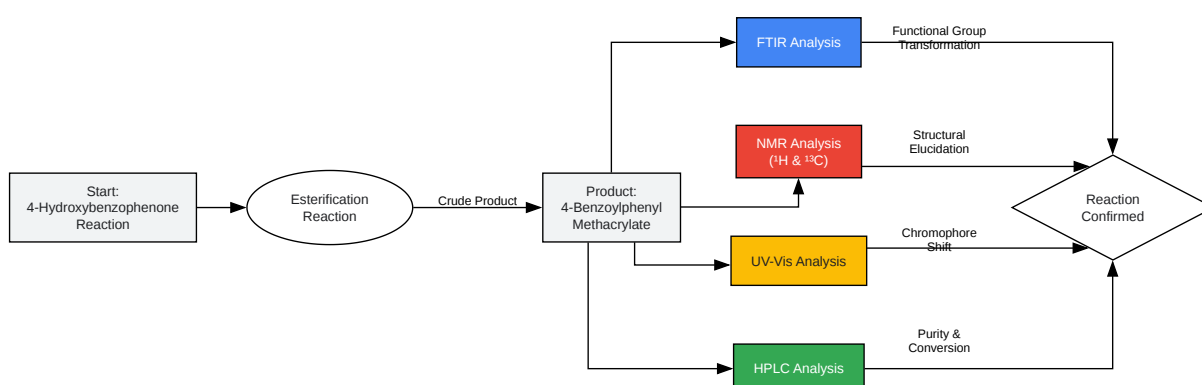 Start:
4-Hydroxybenzophenone
Reaction
Esterification
Reaction
Crude Product
Product:
4-Benzoylphenyl
Methacrylate
FTIR Analysis
Functional Group
Transformation
NMR Analysis
(¹H & ¹³C)
Structural
Elucidation
UV-Vis Analysis
Chromophore
Shift
HPLC Analysis
Purity &
Conversion
Reaction
Confirmed